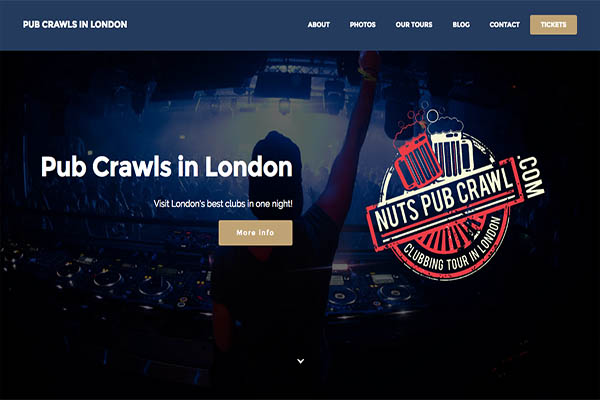 PUB CRAWLS IN LONDON
ABOUT
PHOTOS
OUR TOURS
BLOG
CONTACT
TICKETS
Pub Crawls in London
Visit London's best clubs in one night!
More Info
NUTS PUB CRAWL
.COM
CLUBBING TOUR IN LONDON